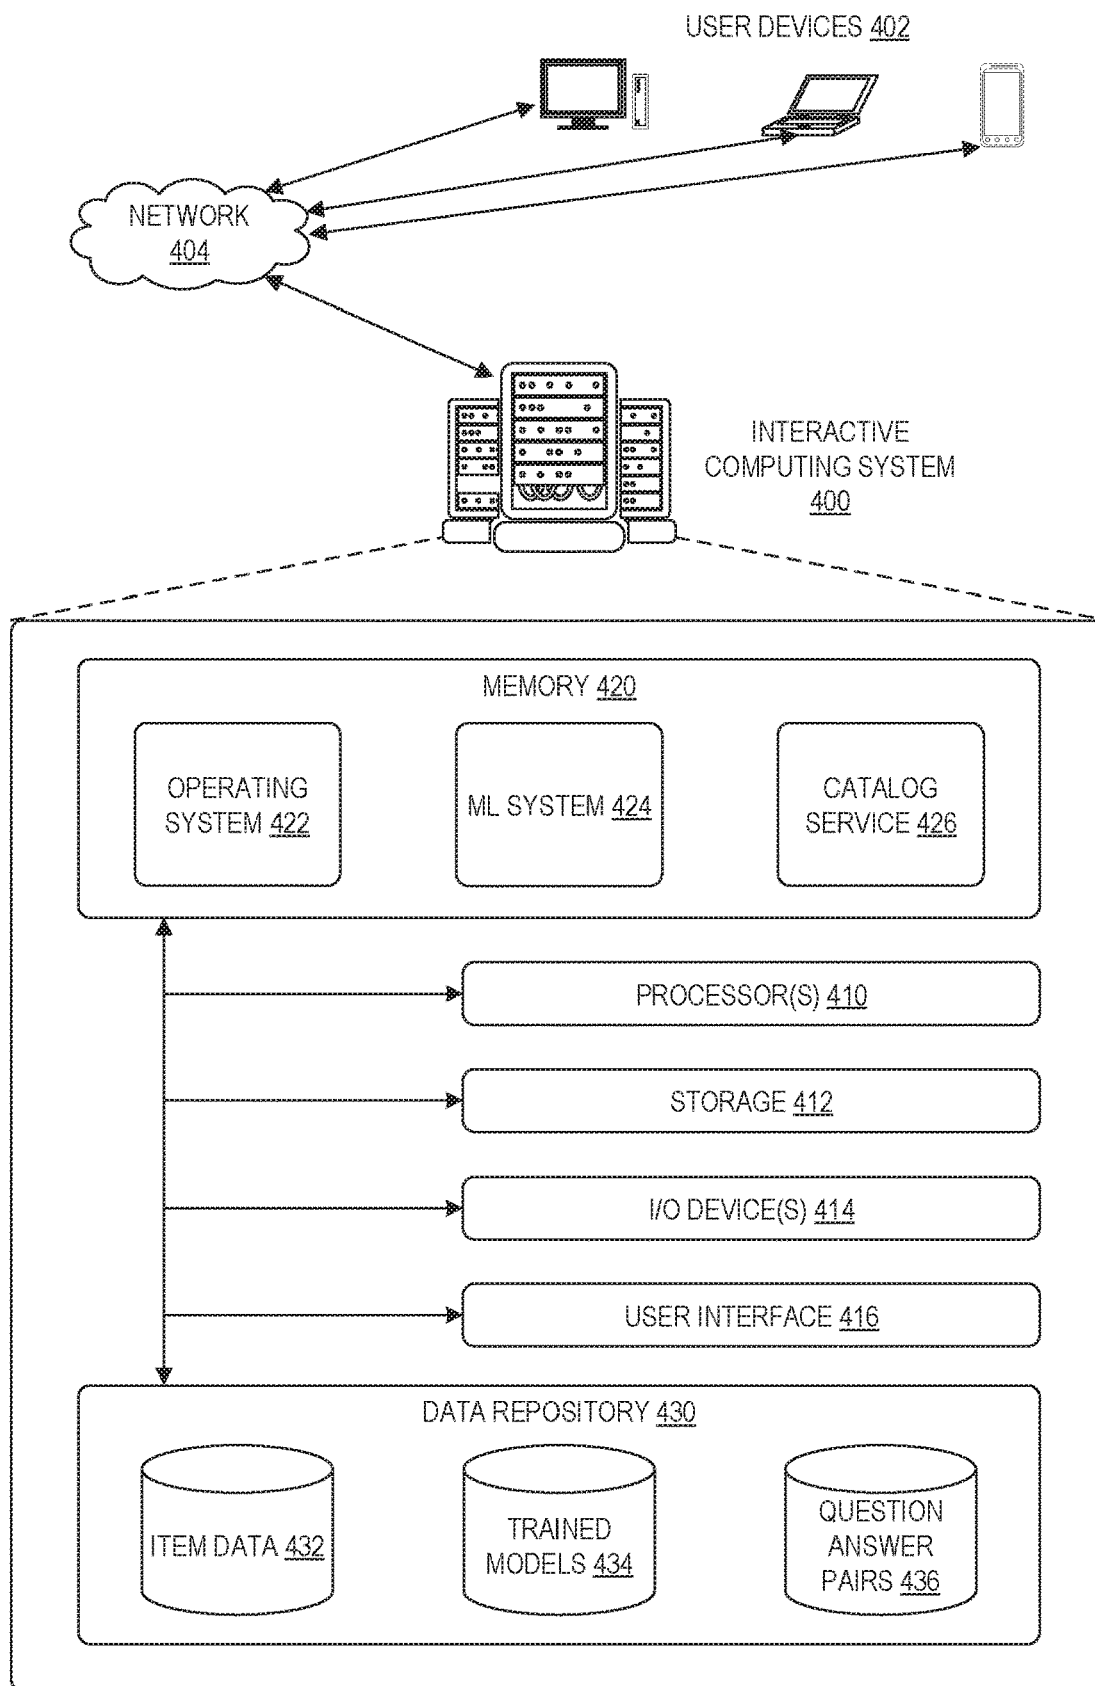 USER DEVICES 402
NETWORK
404
INTERACTIVE
COMPUTING SYSTEM
400
MEMORY 420
OPERATING
SYSTEM 422
ML SYSTEM 424
CATALOG
SERVICE 426
PROCESSOR(S) 410
STORAGE 412
I/O DEVICE(S) 414
USER INTERFACE 416
DATA REPOSITORY 430
ITEM DATA 432
TRAINED
MODELS 434
QUESTION
ANSWER
PAIRS 436